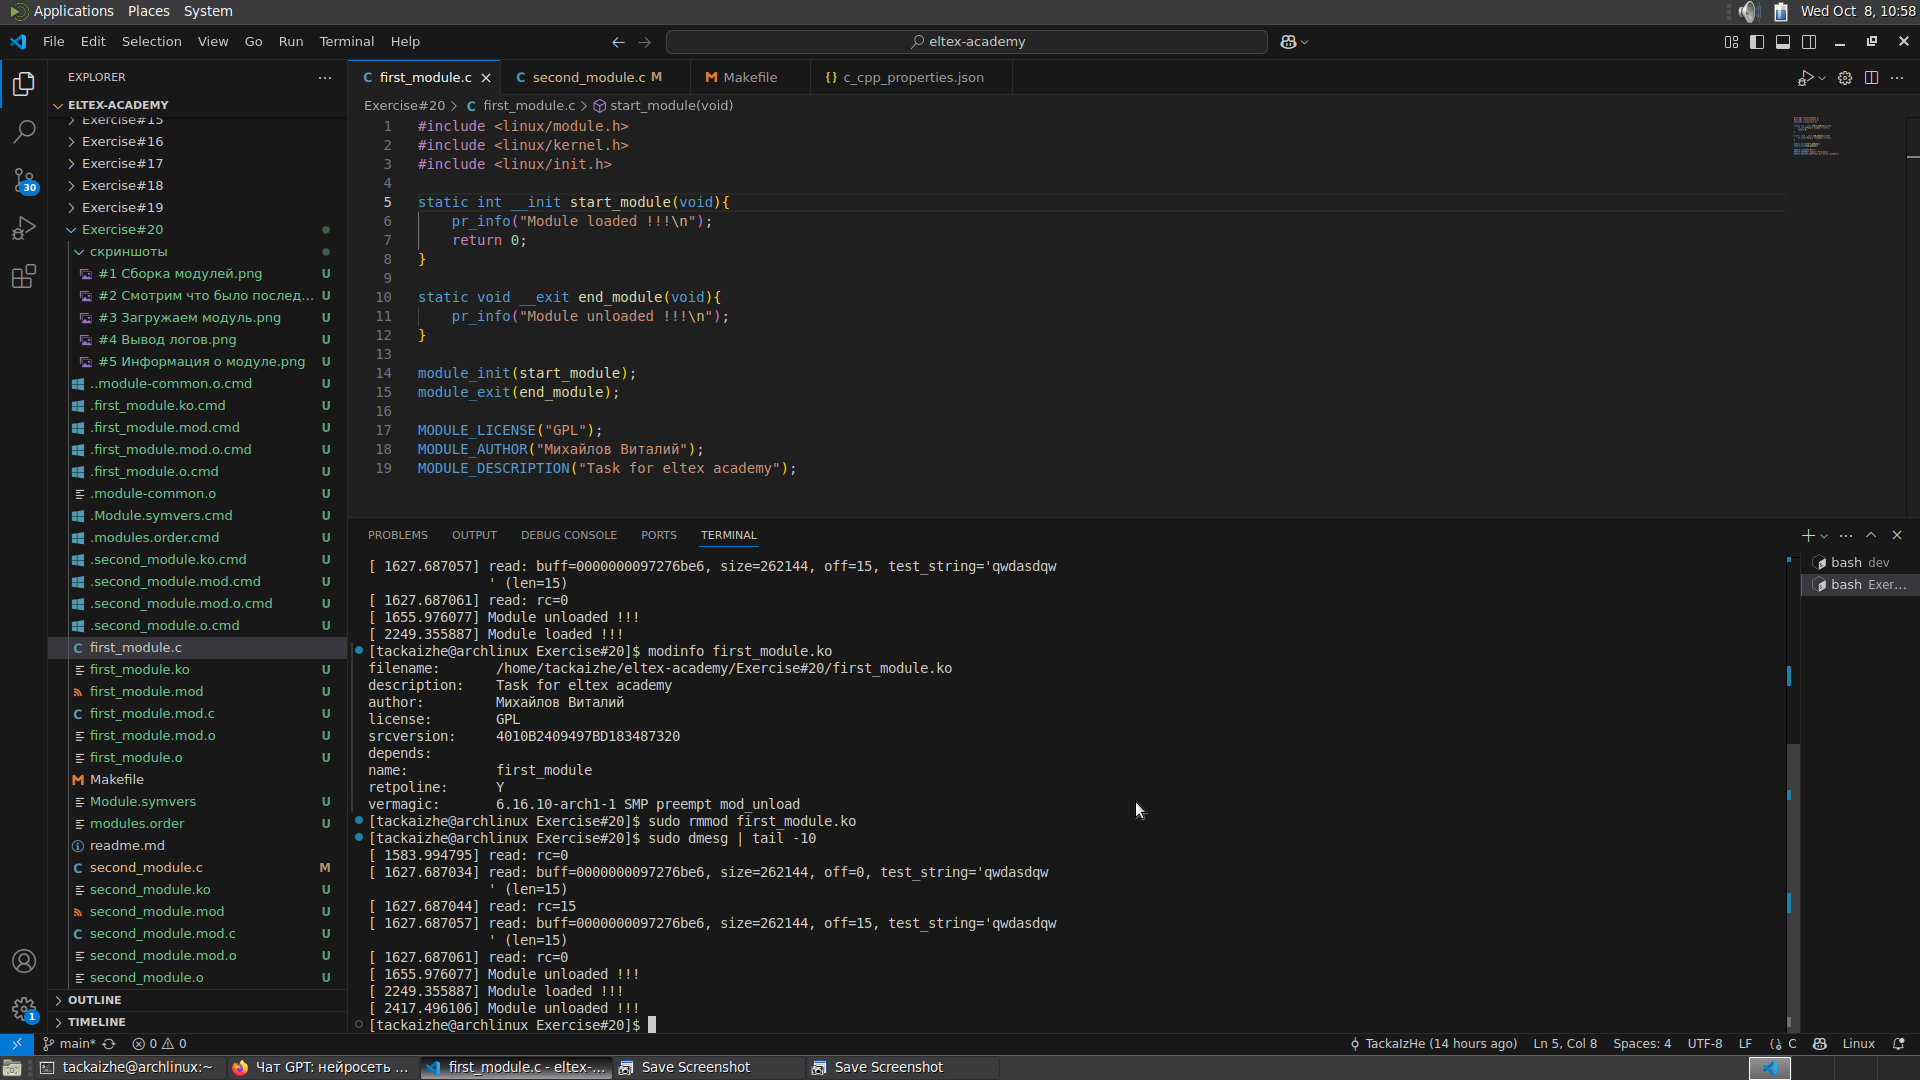 Applications Places System
Wed Oct 8, 10:58
File Edit Selection View Go Run Terminal Help
eltex-academy
EXPLORER
ELTEX-ACADEMY
Exercise#15
Exercise#16
Exercise#17
Exercise#18
Exercise#19
Exercise#20
скриншоты
#1 Сборка модулей.png U
#2 Смотрим что было послед... U
#3 Загружаем модуль.png U
#4 Вывод логов.png U
#5 Информация о модуле.png U
..module-common.o.cmd U
.first_module.ko.cmd U
.first_module.mod.cmd U
.first_module.mod.o.cmd U
.first_module.o.cmd U
.module-common.o U
.Module.symvers.cmd U
.modules.order.cmd U
.second_module.ko.cmd U
.second_module.mod.cmd U
.second_module.mod.o.cmd U
.second_module.o.cmd U
first_module.c
first_module.ko U
first_module.mod U
first_module.mod.c U
first_module.mod.o U
first_module.o U
Makefile
Module.symvers U
modules.order U
readme.md
second_module.c M
second_module.ko U
second_module.mod U
second_module.mod.c U
second_module.mod.o U
second_module.o U
OUTLINE
TIMELINE
30
1
first_module.c second_module.c M Makefile c_cpp_properties.json
Exercise#20 > first_module.c > start_module(void)
1 #include <linux/module.h>
2 #include <linux/kernel.h>
3 #include <linux/init.h>
4
5 static int __init start_module(void){
6 pr_info("Module loaded !!!\n");
7 return 0;
8 }
9
10 static void __exit end_module(void){
11 pr_info("Module unloaded !!!\n");
12 }
13
14 module_init(start_module);
15 module_exit(end_module);
16
17 MODULE_LICENSE("GPL");
18 MODULE_AUTHOR("Михайлов Виталий");
19 MODULE_DESCRIPTION("Task for eltex academy");
PROBLEMS OUTPUT DEBUG CONSOLE PORTS TERMINAL
[ 1627.687057] read: buff=0000000097276be6, size=262144, off=15, test_string='qwdasdqw
' (len=15)
[ 1627.687061] read: rc=0
[ 1655.976077] Module unloaded !!!
[ 2249.355887] Module loaded !!!
[tackaizhe@archlinux Exercise#20]$ modinfo first_module.ko
filename: /home/tackaizhe/eltex-academy/Exercise#20/first_module.ko
description: Task for eltex academy
author: Михайлов Виталий
license: GPL
srcversion: 4010B2409497BD183487320
depends:
name: first_module
retpoline: Y
vermagic: 6.16.10-arch1-1 SMP preempt mod_unload
[tackaizhe@archlinux Exercise#20]$ sudo rmmod first_module.ko
[tackaizhe@archlinux Exercise#20]$ sudo dmesg | tail -10
[ 1583.994795] read: rc=0
[ 1627.687034] read: buff=0000000097276be6, size=262144, off=0, test_string='qwdasdqw
' (len=15)
[ 1627.687044] read: rc=15
[ 1627.687057] read: buff=0000000097276be6, size=262144, off=15, test_string='qwdasdqw
' (len=15)
[ 1627.687061] read: rc=0
[ 1655.976077] Module unloaded !!!
[ 2249.355887] Module loaded !!!
[ 2417.496106] Module unloaded !!!
[tackaizhe@archlinux Exercise#20]$
bash dev
bash Exer...
main* 0 0
TackaIzHe (14 hours ago) Ln 5, Col 8 Spaces: 4 UTF-8 LF C Linux
tackaizhe@archlinux:~ Чат GPT: нейросеть ... first_module.c - eltex-... Save Screenshot Save Screenshot